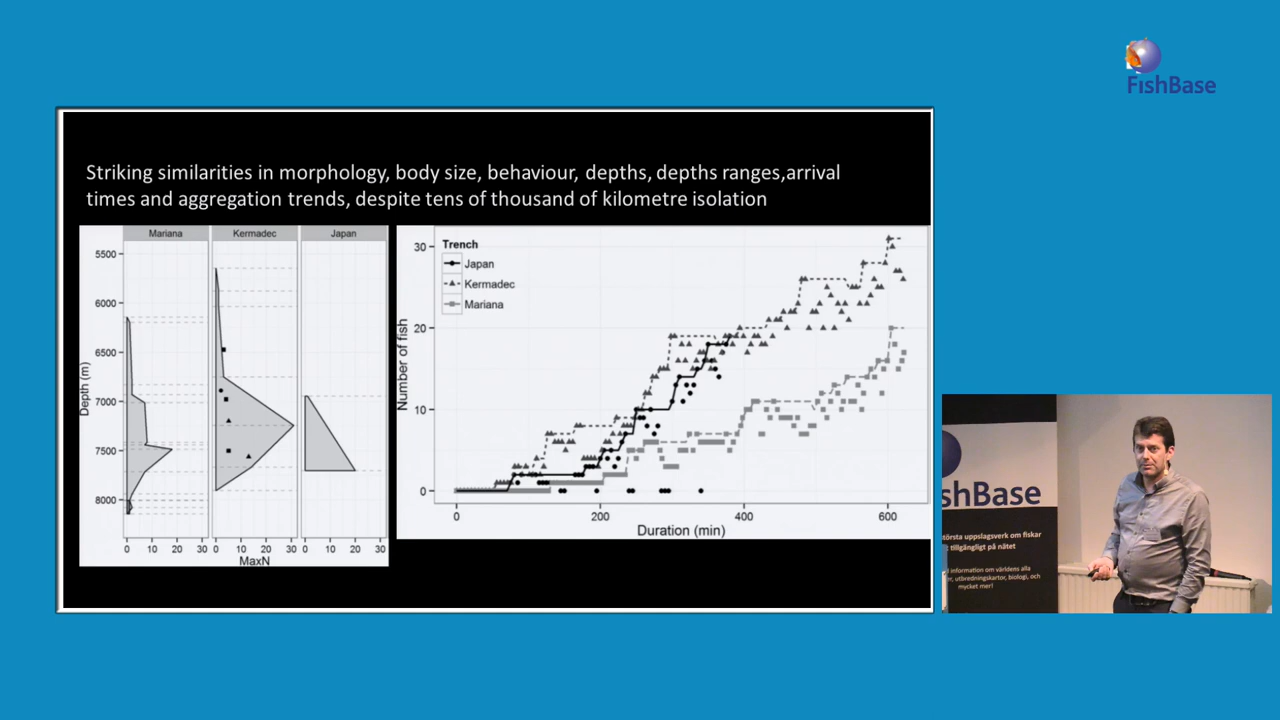 FishBase
Striking similarities in morphology, body size, behaviour, depths, depths ranges,arrival
times and aggregation trends, despite tens of thousand of kilometre isolation
Mariana Kermadec Japan
Depth (m)
5500
6000
6500
7000
7500
8000
0 10 20 30 0 10 20 30 0 10 20 30
MaxN
Number of fish
30
20
10
0
Trench
Japan
Kermadec
Mariana
0 200 400 600
Duration (min)
shBase
törsta uppslagsverk om fiskar
tillgängligt på nätet
information om världens alla
er, utbredningskartor, biologi, och
mycket mer!